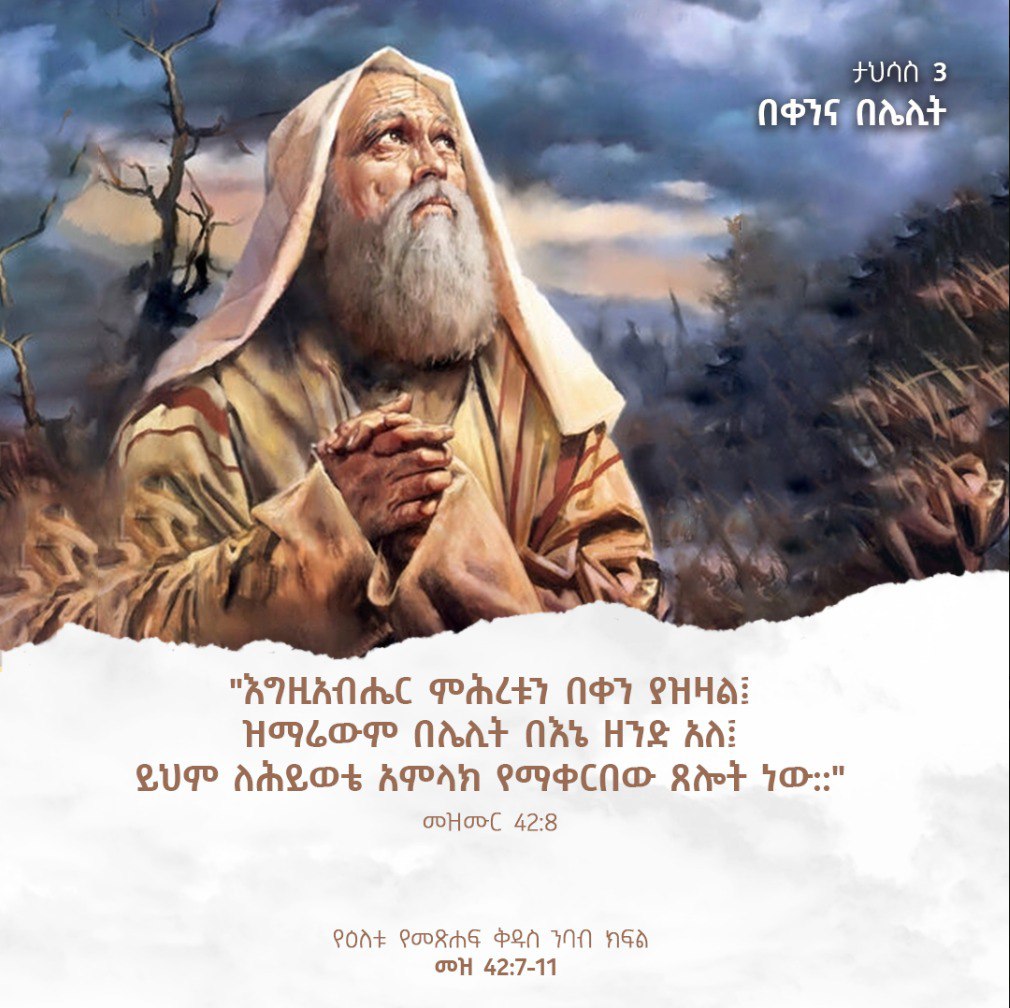 ታህሳስ 3
በቀንና በሌሊት
"እግዚአብሔር ምሕረቱን በቀን ያዝዛል፤
ዝማሬውም በሌሊት በእኔ ዘንድ አለ፤
ይህም ለሕይወቴ አምላክ የማቀርበው ጸሎት ነው።"
መዝሙር 42:8
የዕለቱ የመጽሐፍ ቅዱስ ንባብ ክፍል
መዝ 42:7-11